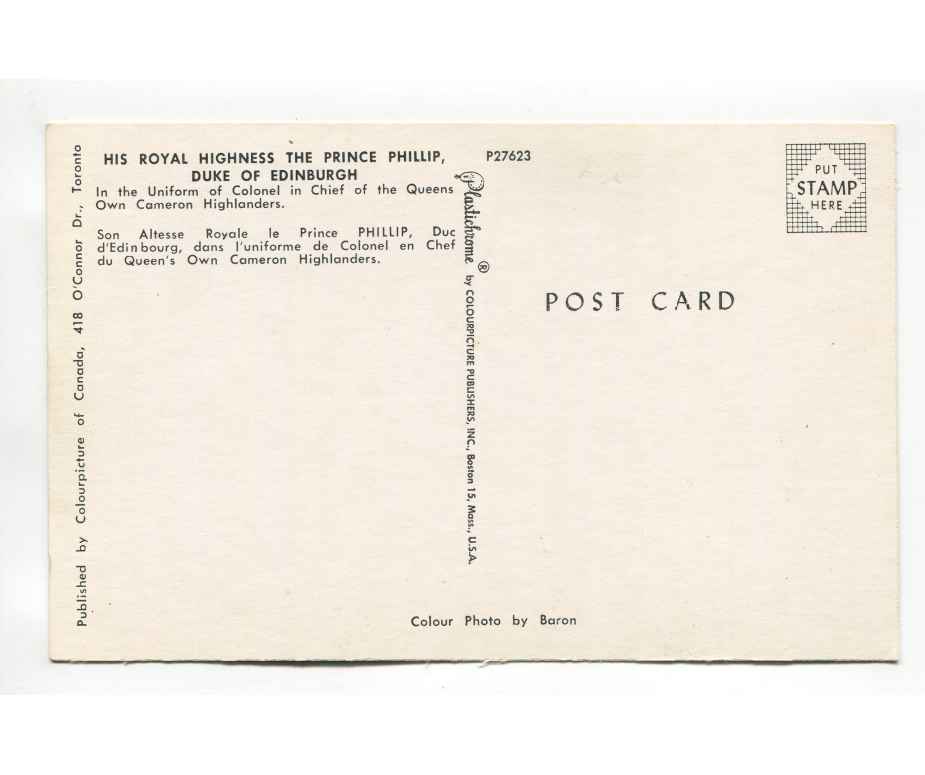 HIS ROYAL HIGHNESS THE PRINCE PHILLIP,
DUKE OF EDINBURGH
In the Uniform of Colonel in Chief of the Queens
Own Cameron Highlanders.
Son Altesse Royale le Prince PHILLIP, Duc
d'Edinbourg, dans l'uniforme de Colonel en Chef
du Queen's Own Cameron Highlanders.
Published by Colourpicture of Canada, 418 O'Connor Dr., Toronto
P27623
Plastichrome ® by COLOURPICTURE PUBLISHERS, INC., Boston 15, Mass., U.S.A.
PUT
STAMP
HERE
POST CARD
Colour Photo by Baron